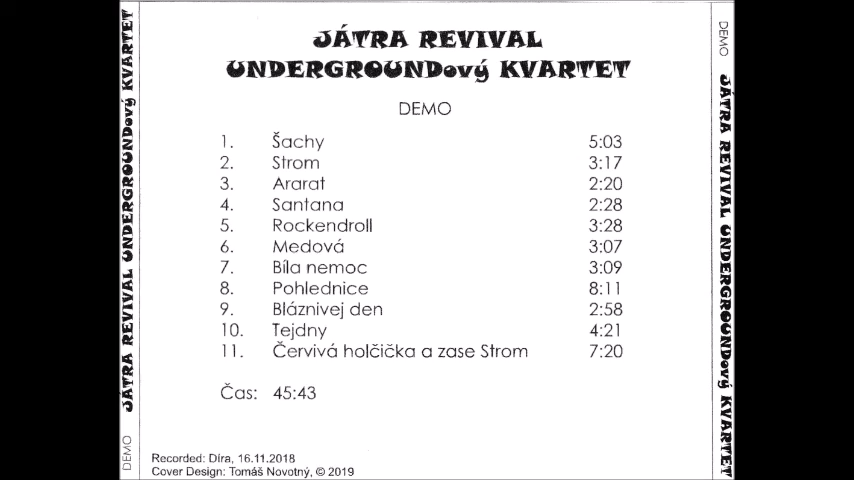 JÁTRA REVIVAL
UNDERGROUNDový KVARTET
DEMO
1. Šachy 5:03
2. Strom 3:17
3. Ararat 2:20
4. Santana 2:28
5. Rockendroll 3:28
6. Medová 3:07
7. Bíla nemoc 3:09
8. Pohlednice 8:11
9. Bláznivej den 2:58
10. Tejdny 4:21
11. Červivá holčička a zase Strom 7:20
Čas: 45:43
Recorded: Díra, 16.11.2018
Cover Design: Tomáš Novotný, © 2019
DEMO JÁTRA REVIVAL UNDERGROUNDový KVARTET
DEMO JÁTRA REVIVAL UNDERGROUNDový KVARTET